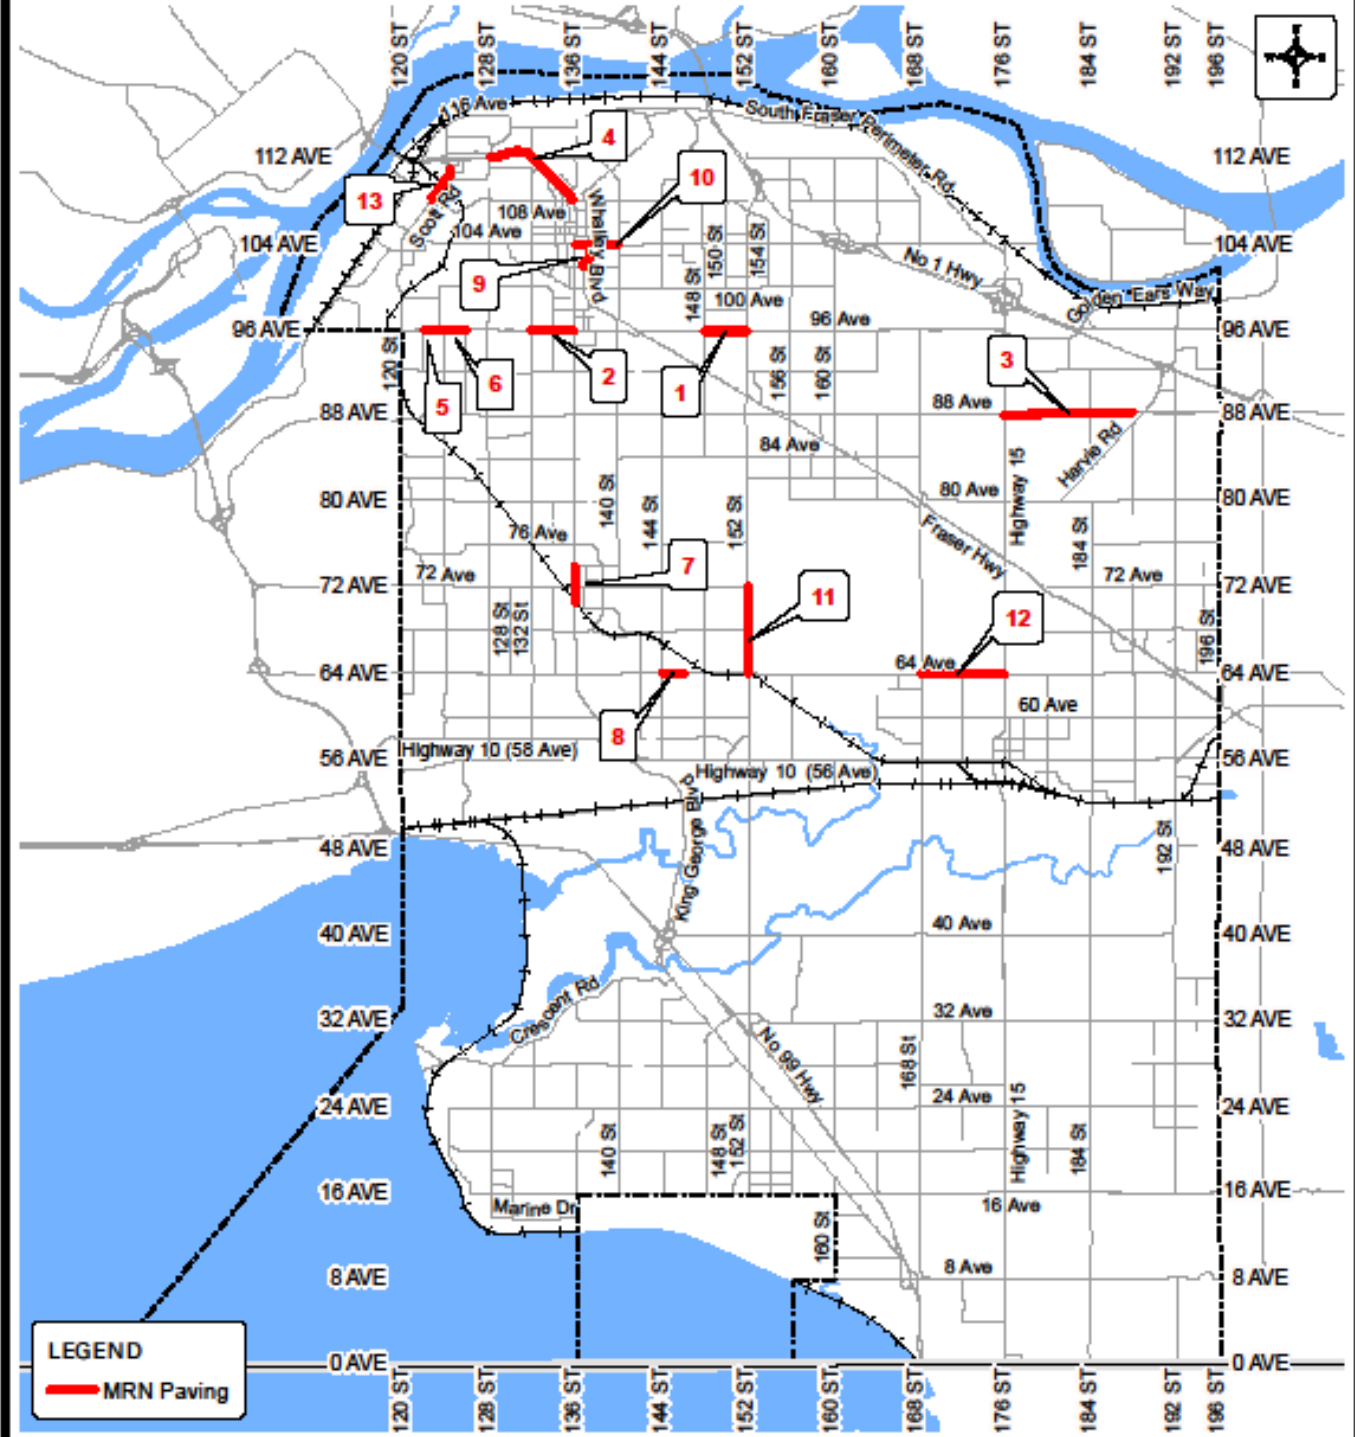 120 ST
128 ST
136 ST
144 ST
152 ST
160 ST
168 ST
176 ST
184 ST
192 ST
196 ST
116 Ave
South Fraser Perimeter Rd
4
112 AVE
112 AVE
10
13
Whalley Blvd
108 Ave
Scott Rd
104 Ave
150 St
154 St
104 AVE
104 AVE
No 1 Hwy
9
148 St
100 Ave
Golden Ears Way
96 AVE
96 Ave
96 AVE
120 St
156 St
160 St
3
6
2
1
5
88 AVE
88 Ave
88 AVE
84 Ave
Harvie Rd
Highway 15
80 AVE
140 St
144 St
152 St
80 Ave
80 AVE
76 Ave
Fraser Hwy
184 St
7
72 AVE
72 Ave
72 Ave
72 AVE
11
12
128 St
132 St
196 St
64 AVE
64 Ave
64 AVE
60 Ave
8
56 AVE
Highway 10 (58 Ave)
Highway 10 (56 Ave)
56 AVE
King George Blv
192 St
48 AVE
48 AVE
40 AVE
40 Ave
40 AVE
Crescent Rd
32 AVE
32 Ave
32 AVE
No 99 Hwy
168 St
24 AVE
24 Ave
24 AVE
Highway 15
140 St
148 St
152 St
184 St
16 AVE
Marine Dr
16 Ave
16 AVE
160 St
8 AVE
8 Ave
8 AVE
LEGEND
MRN Paving
0 AVE
0 AVE
120 ST
128 ST
136 ST
144 ST
152 ST
160 ST
168 ST
176 ST
184 ST
192 ST
196 ST